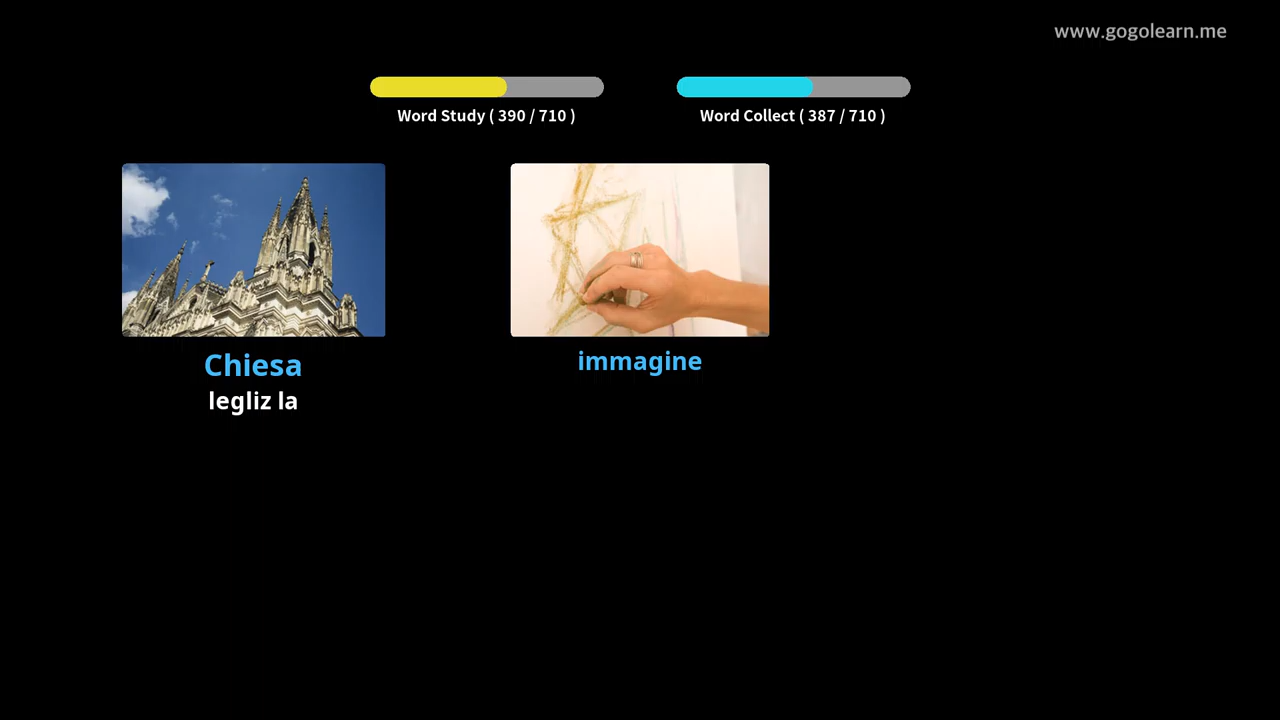 www.gogolearn.me
Word Study ( 390 / 710 )
Word Collect ( 387 / 710 )
Chiesa
legliz la
immagine